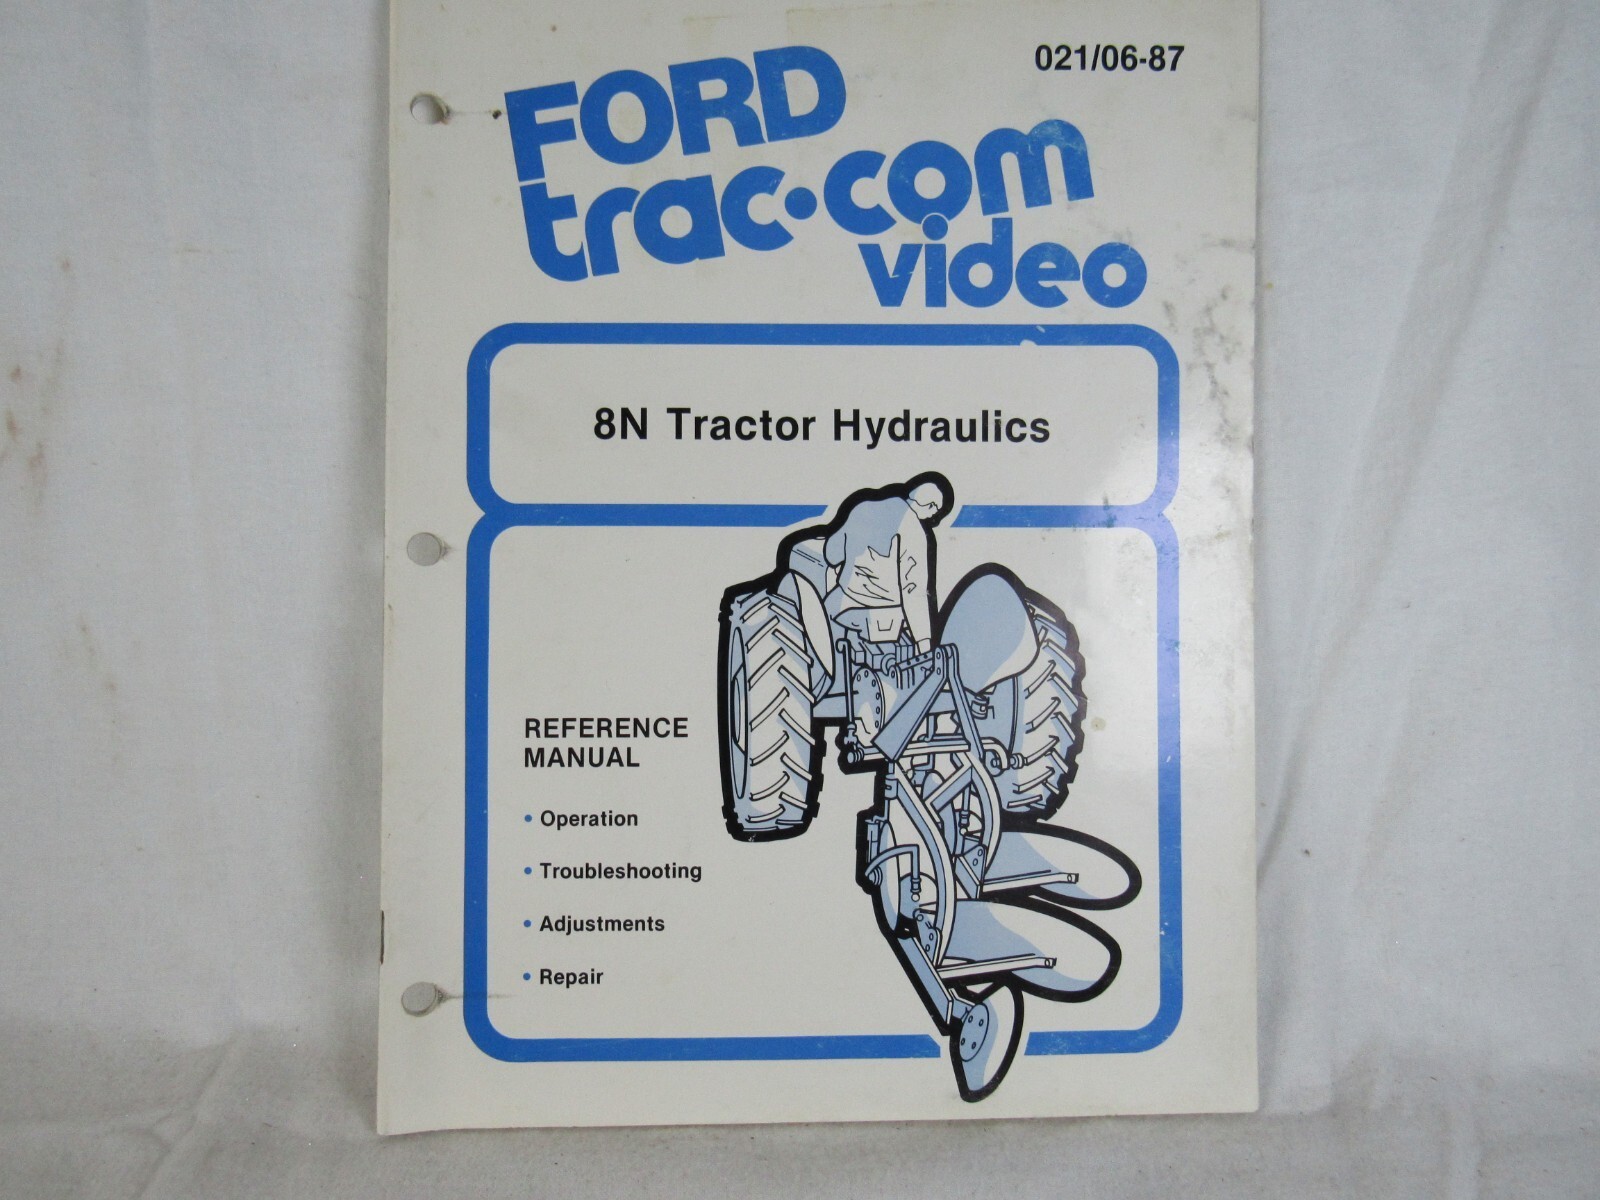 021/06-87
FORD
trac•com
video
8N Tractor Hydraulics
REFERENCE
MANUAL
• Operation
• Troubleshooting
• Adjustments
• Repair